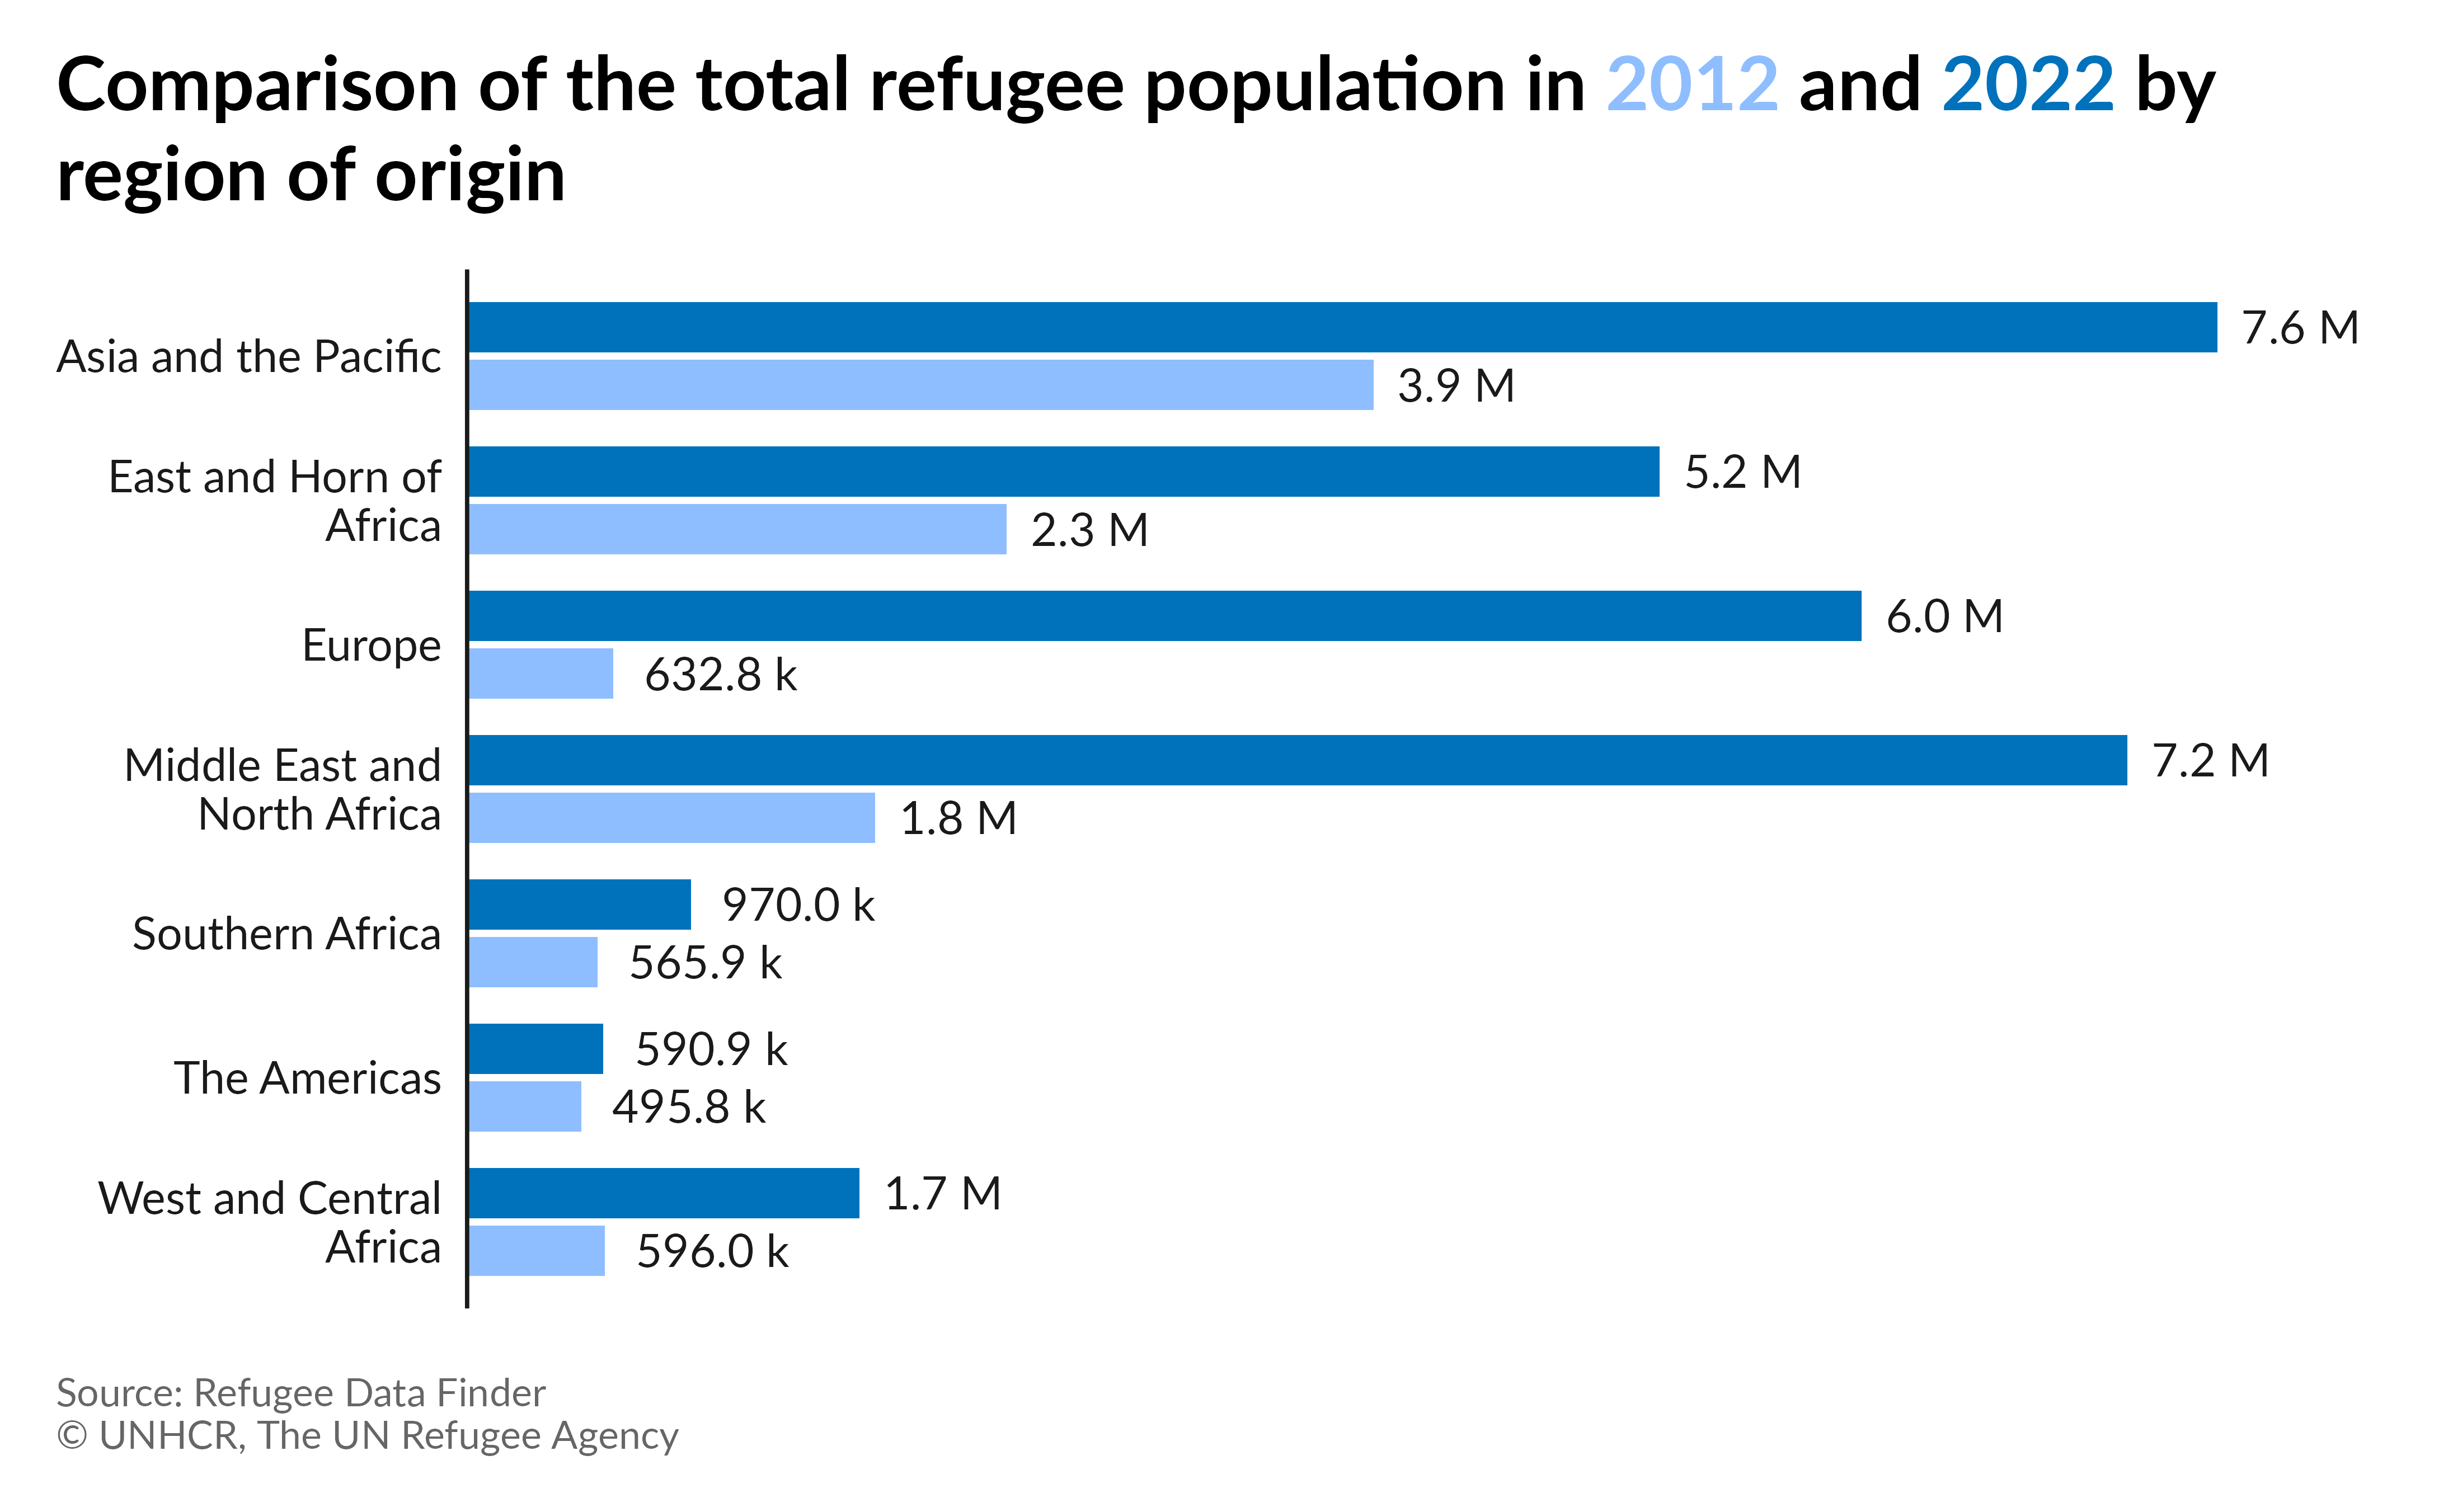 Comparison of the total refugee population in 2012 and 2022 by
region of origin
Asia and the Pacific
7.6 M
3.9 M
East and Horn of
Africa
5.2 M
2.3 M
Europe
6.0 M
632.8 k
Middle East and
North Africa
7.2 M
1.8 M
Southern Africa
970.0 k
565.9 k
The Americas
590.9 k
495.8 k
West and Central
Africa
1.7 M
596.0 k
Source: Refugee Data Finder
© UNHCR, The UN Refugee Agency